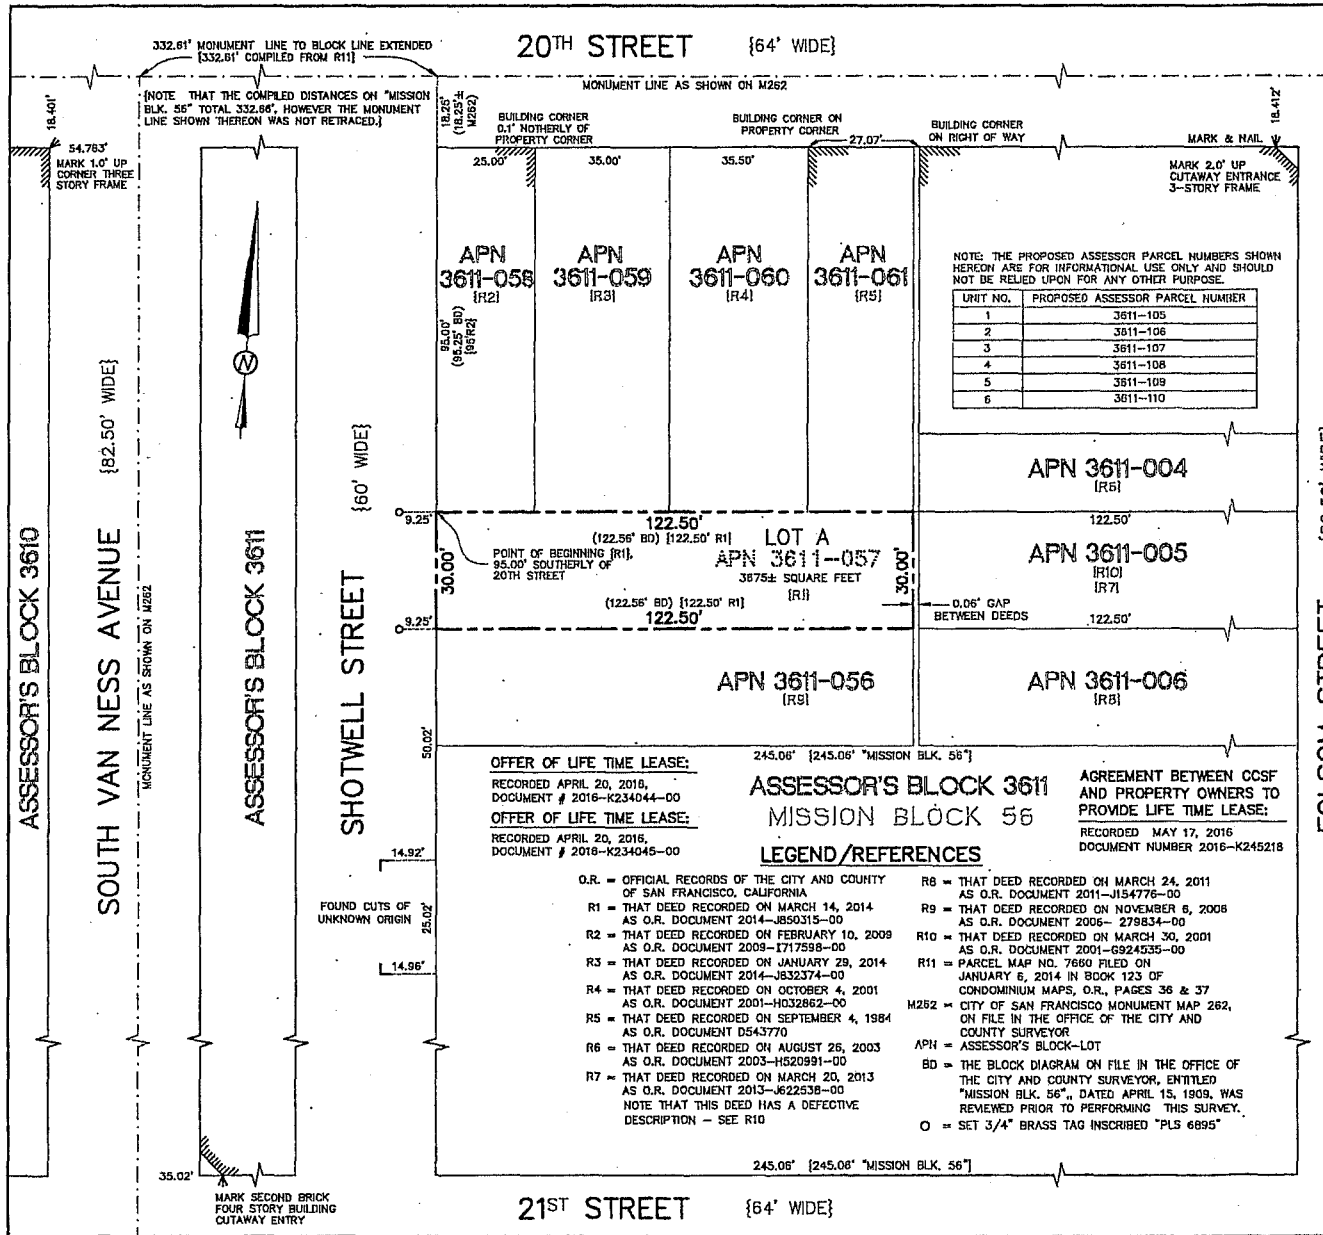 332.61' MONUMENT LINE TO BLOCK LINE EXTENDED
[332.61' COMPILED FROM R11]
20TH STREET {64' WIDE}
MONUMENT LINE AS SHOWN ON M262
[NOTE THAT THE COMPILED DISTANCES ON "MISSION
BLK. 56" TOTAL 332.66', HOWEVER THE MONUMENT
LINE SHOWN THEREON WAS NOT RETRACED.]
18.401'
54.783'
MARK 1.0' UP
CORNER THREE
STORY FRAME
18.25'
(18.25'±
M262)
BUILDING CORNER
0.1' NOTHERLY OF
PROPERTY CORNER
BUILDING CORNER ON
PROPERTY CORNER
27.07'
BUILDING CORNER
ON RIGHT OF WAY
MARK & NAIL
18.412'
MARK 2.0' UP
CUTAWAY ENTRANCE
3-STORY FRAME
25.00'
35.00'
35.50'
APN
3611-058
[R2]
APN
3611-059
[R3]
APN
3611-060
[R4]
APN
3611-061
[R5]
95.00'
(95.25' BD)
[95'R2]
NOTE: THE PROPOSED ASSESSOR PARCEL NUMBERS SHOWN
HEREON ARE FOR INFORMATIONAL USE ONLY AND SHOULD
NOT BE RELIED UPON FOR ANY OTHER PURPOSE.
UNIT NO. PROPOSED ASSESSOR PARCEL NUMBER
1 3611-105
2 3611-106
3 3611-107
4 3611-108
5 3611-109
6 3611-110
N
ASSESSOR'S BLOCK 3610
SOUTH VAN NESS AVENUE {82.50' WIDE}
MONUMENT LINE AS SHOWN ON M262
ASSESSOR'S BLOCK 3611
SHOTWELL STREET {60' WIDE}
APN 3611-004
[R6]
9.25'
122.50'
(122.56' BD) [122.50' R1]
POINT OF BEGINNING [R1],
95.00' SOUTHERLY OF
20TH STREET
30.00'
LOT A
APN 3611-057
3675± SQUARE FEET
[R1]
30.00'
(122.56' BD) [122.50' R1]
122.50'
9.25'
122.50'
APN 3611-005
[R10]
[R7]
0.06' GAP
BETWEEN DEEDS
122.50'
APN 3611-056
[R9]
APN 3611-006
[R8]
50.02'
245.06' [245.06' "MISSION BLK. 56"]
OFFER OF LIFE TIME LEASE:
RECORDED APRIL 20, 2016,
DOCUMENT # 2016-K234044-00
OFFER OF LIFE TIME LEASE:
RECORDED APRIL 20, 2016,
DOCUMENT # 2016-K234045-00
ASSESSOR'S BLOCK 3611
MISSION BLOCK 56
AGREEMENT BETWEEN CCSF
AND PROPERTY OWNERS TO
PROVIDE LIFE TIME LEASE:
RECORDED MAY 17, 2016
DOCUMENT NUMBER 2016-K245218
14.92'
FOUND CUTS OF
UNKNOWN ORIGIN
25.02'
14.96'
LEGEND/REFERENCES
O.R. = OFFICIAL RECORDS OF THE CITY AND COUNTY
OF SAN FRANCISCO, CALIFORNIA
R1 = THAT DEED RECORDED ON MARCH 14, 2014
AS O.R. DOCUMENT 2014-J850315-00
R2 = THAT DEED RECORDED ON FEBRUARY 10, 2009
AS O.R. DOCUMENT 2009-I717598-00
R3 = THAT DEED RECORDED ON JANUARY 29, 2014
AS O.R. DOCUMENT 2014-J832374-00
R4 = THAT DEED RECORDED ON OCTOBER 4, 2001
AS O.R. DOCUMENT 2001-H032862-00
R5 = THAT DEED RECORDED ON SEPTEMBER 4, 1984
AS O.R. DOCUMENT D543770
R6 = THAT DEED RECORDED ON AUGUST 26, 2003
AS O.R. DOCUMENT 2003-H520991-00
R7 = THAT DEED RECORDED ON MARCH 20, 2013
AS O.R. DOCUMENT 2013-J622538-00
NOTE THAT THIS DEED HAS A DEFECTIVE
DESCRIPTION - SEE R10
R8 = THAT DEED RECORDED ON MARCH 24, 2011
AS O.R. DOCUMENT 2011-J154776-00
R9 = THAT DEED RECORDED ON NOVEMBER 6, 2006
AS O.R. DOCUMENT 2006- 279834-00
R10 = THAT DEED RECORDED ON MARCH 30, 2001
AS O.R. DOCUMENT 2001-G924535-00
R11 = PARCEL MAP NO. 7660 FILED ON
JANUARY 6, 2014 IN BOOK 123 OF
CONDOMINIUM MAPS, O.R., PAGES 36 & 37
M262 = CITY OF SAN FRANCISCO MONUMENT MAP 262,
ON FILE IN THE OFFICE OF THE CITY AND
COUNTY SURVEYOR
APN = ASSESSOR'S BLOCK-LOT
BD = THE BLOCK DIAGRAM ON FILE IN THE OFFICE OF
THE CITY AND COUNTY SURVEYOR, ENTITLED
"MISSION BLK. 56",, DATED APRIL 15, 1909, WAS
REVIEWED PRIOR TO PERFORMING THIS SURVEY.
O = SET 3/4" BRASS TAG INSCRIBED "PLS 6895"
245.06' [245.06' "MISSION BLK. 56"]
35.02'
MARK SECOND BRICK
FOUR STORY BUILDING
CUTAWAY ENTRY
21ST STREET {64' WIDE}